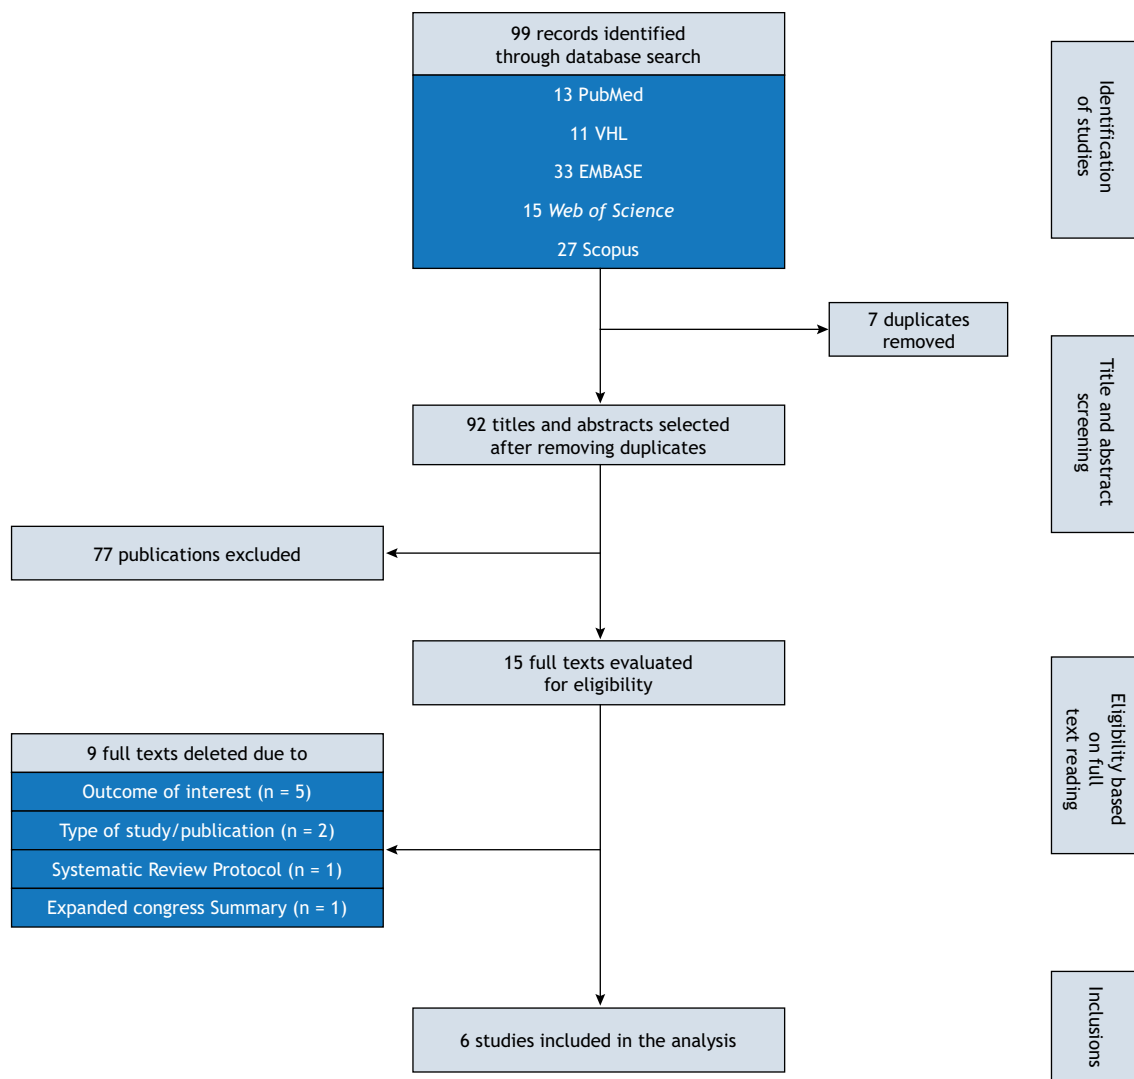 99 records identified
through database search
13 PubMed
11 VHL
33 EMBASE
15 Web of Science
27 Scopus
Identification
of studies
7 duplicates
removed
Title and abstract
screening
92 titles and abstracts selected
after removing duplicates
77 publications excluded
15 full texts evaluated
for eligibility
Eligibility based
on full
text reading
9 full texts deleted due to
Outcome of interest (n = 5)
Type of study/publication (n = 2)
Systematic Review Protocol (n = 1)
Expanded congress Summary (n = 1)
6 studies included in the analysis
Inclusions